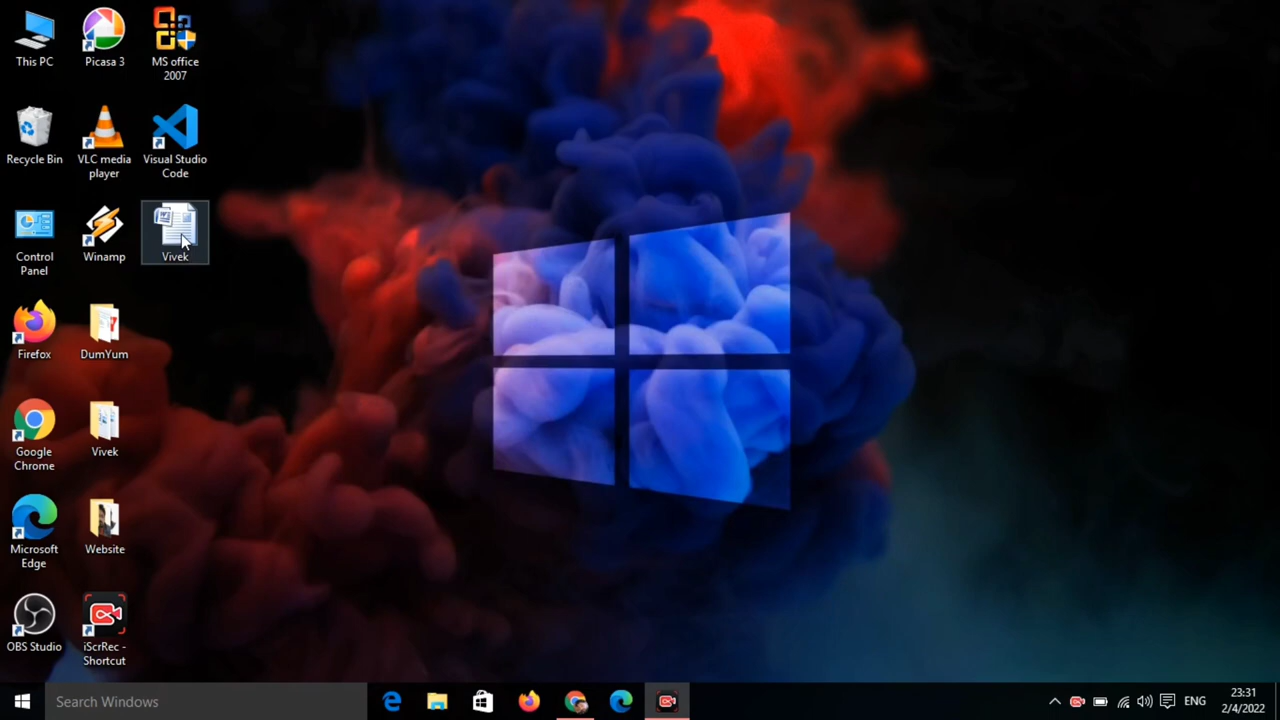 This PC
Picasa 3
MS office
2007
Recycle Bin
VLC media
player
Visual Studio
Code
Control
Panel
Winamp
Vivek
Firefox
DumYum
Google
Chrome
Vivek
Microsoft
Edge
Website
OBS Studio
iScrRec -
Shortcut
Search Windows
ENG
23:31
2/4/2022